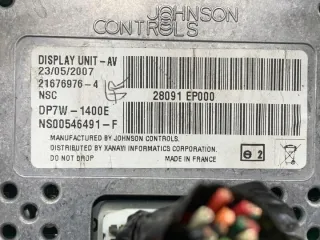 JOHNSON
CONTROLS
DISPLAY UNIT-AV
23/05/2007
21676976-4
NSC
28091 EP000
DP7W-1400E
NS00546491-F
MANUFACTURED BY JOHNSON CONTROLS.
DISTRIBUTED BY XANAVI INFORMATICS CORPORATION.
DO NOT DROP
MADE IN FRANCE
2